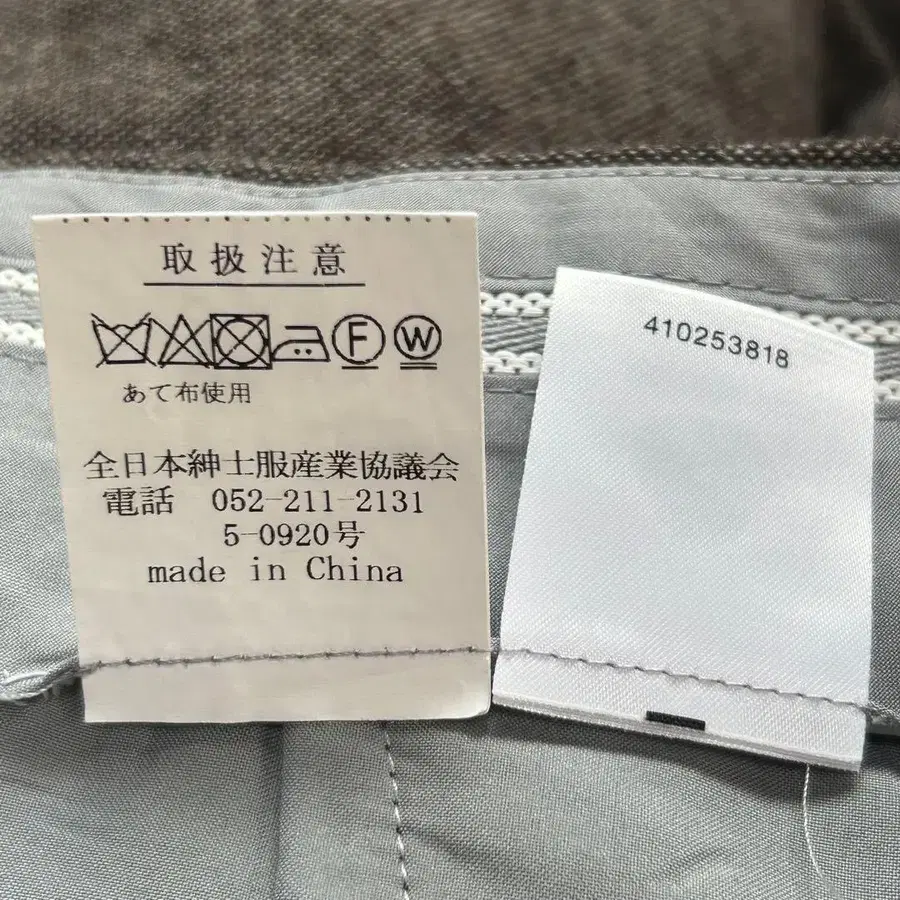 取扱注意
F W
あて布使用
全日本紳士服産業協議会
電話 052-211-2131
5-0920号
made in China
410253818